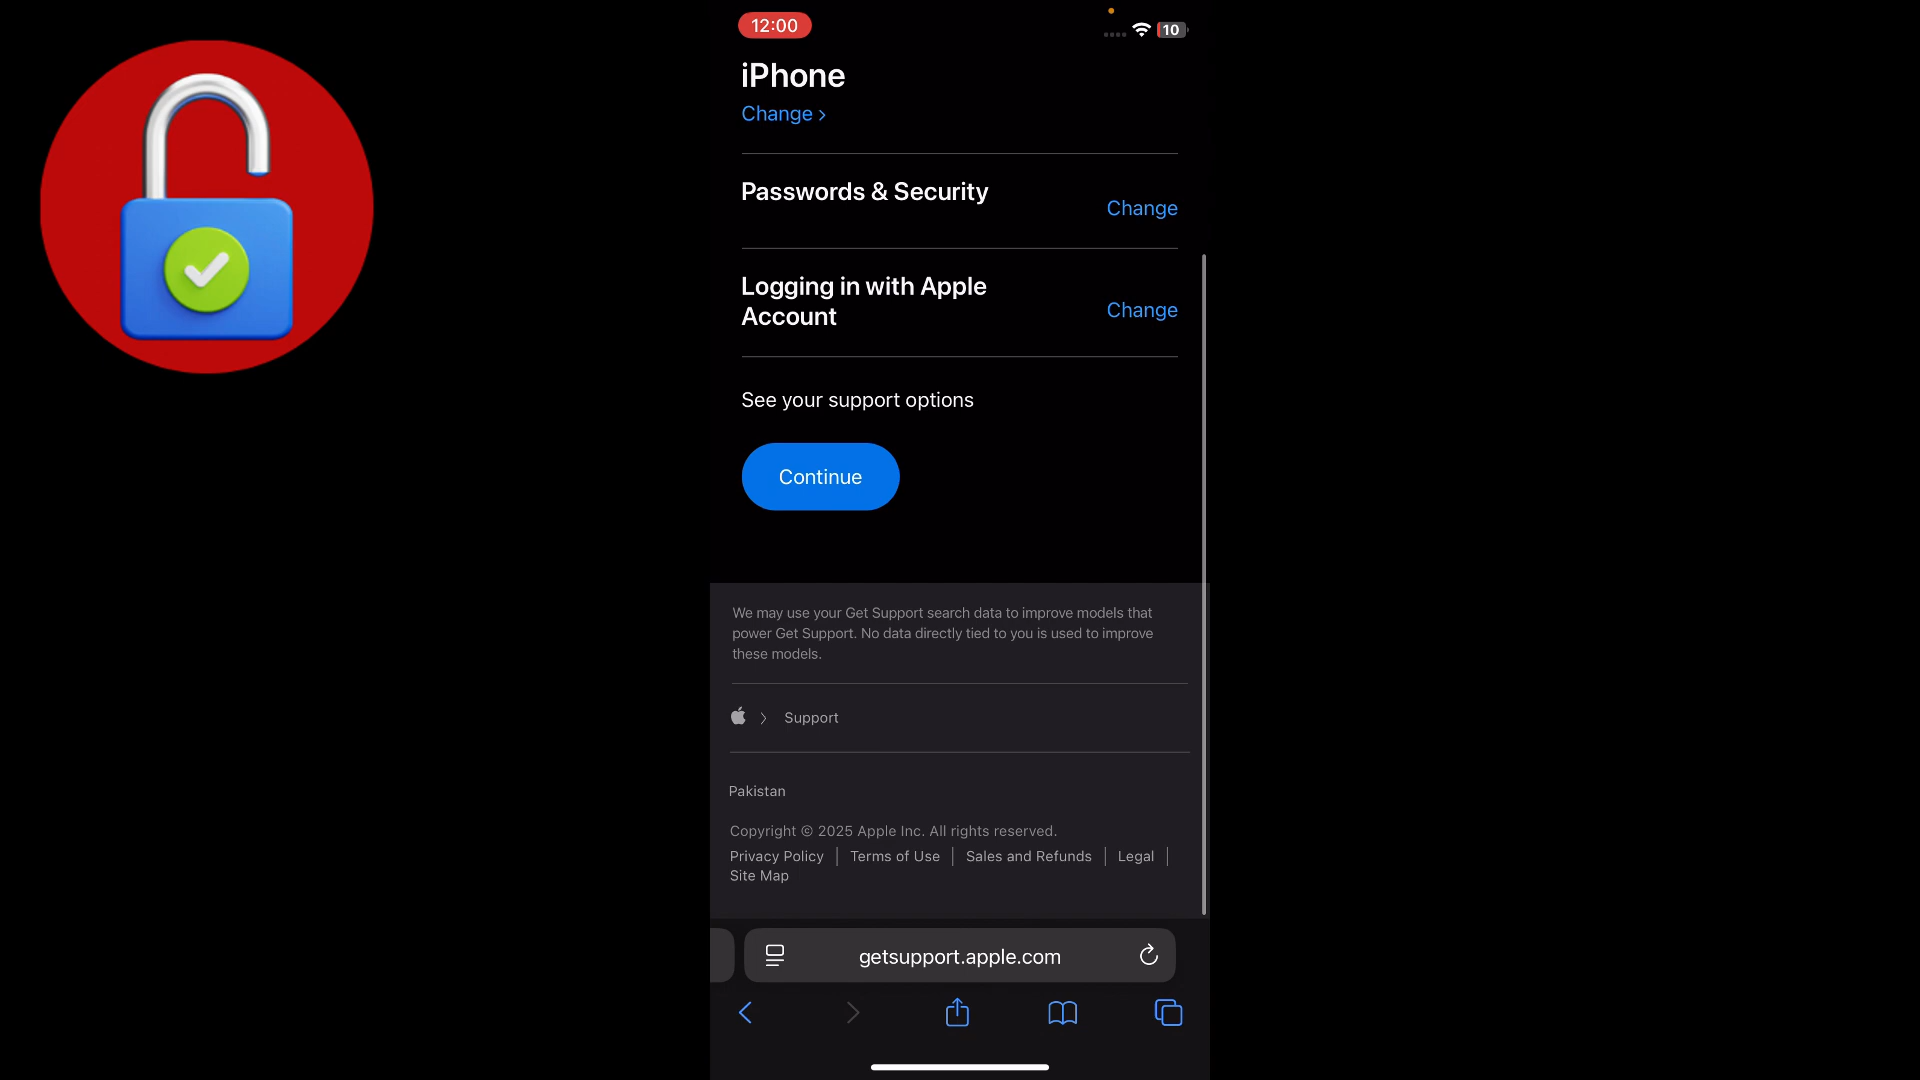 12:00
10
iPhone
Change >
Passwords & Security
Change
Logging in with Apple
Account
Change
See your support options
Continue
We may use your Get Support search data to improve models that
power Get Support. No data directly tied to you is used to improve
these models.
Support
Pakistan
Copyright © 2025 Apple Inc. All rights reserved.
Privacy Policy | Terms of Use | Sales and Refunds | Legal |
Site Map
getsupport.apple.com